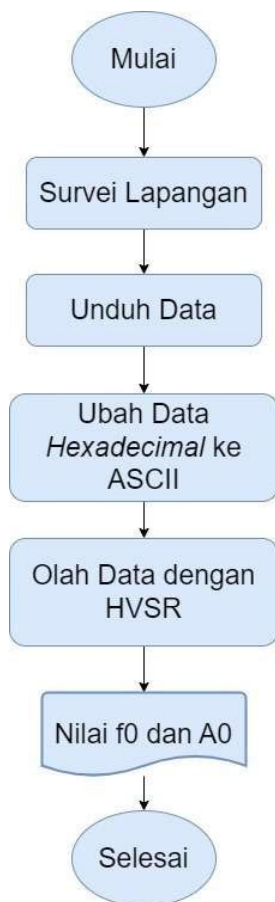 Mulai
Survei Lapangan
Unduh Data
Ubah Data
Hexadecimal ke
ASCII
Olah Data dengan
HVSR
Nilai f0 dan A0
Selesai